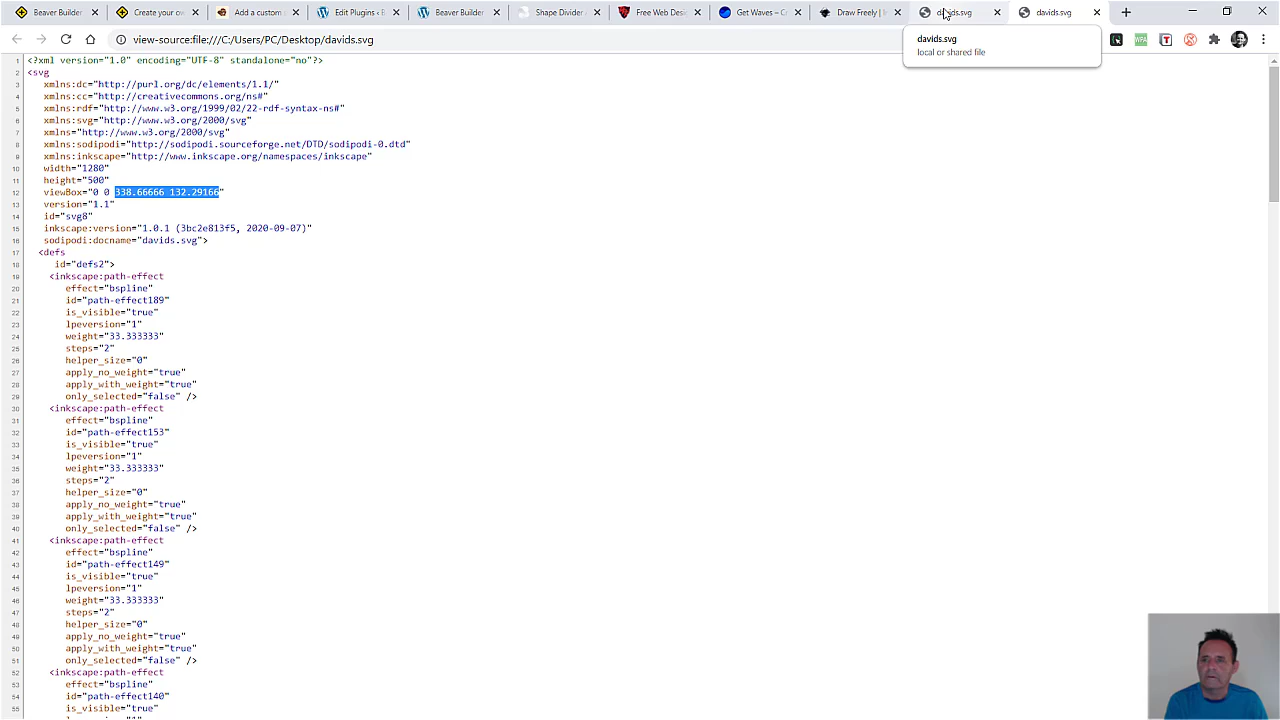 Beaver Builder
Create your ow
Add a custom
Edit Plugins ‹ B
Beaver Builder
Shape Divider
Free Web Desi
Get Waves – C
Draw Freely | I
davids.svg
davids.svg
view-source:file:///C:/Users/PC/Desktop/davids.svg
davids.svg
local or shared file
1 <?xml version="1.0" encoding="UTF-8" standalone="no"?>
2 <svg
3 xmlns:dc="http://purl.org/dc/elements/1.1/"
4 xmlns:cc="http://creativecommons.org/ns#"
5 xmlns:rdf="http://www.w3.org/1999/02/22-rdf-syntax-ns#"
6 xmlns:svg="http://www.w3.org/2000/svg"
7 xmlns="http://www.w3.org/2000/svg"
8 xmlns:sodipodi="http://sodipodi.sourceforge.net/DTD/sodipodi-0.dtd"
9 xmlns:inkscape="http://www.inkscape.org/namespaces/inkscape"
10 width="1280"
11 height="500"
12 viewBox="0 0 338.66666 132.29166"
13 version="1.1"
14 id="svg8"
15 inkscape:version="1.0.1 (3bc2e813f5, 2020-09-07)"
16 sodipodi:docname="davids.svg">
17 <defs
18 id="defs2">
19 <inkscape:path-effect
20 effect="bspline"
21 id="path-effect189"
22 is_visible="true"
23 lpeversion="1"
24 weight="33.333333"
25 steps="2"
26 helper_size="0"
27 apply_no_weight="true"
28 apply_with_weight="true"
29 only_selected="false" />
30 <inkscape:path-effect
31 effect="bspline"
32 id="path-effect153"
33 is_visible="true"
34 lpeversion="1"
35 weight="33.333333"
36 steps="2"
37 helper_size="0"
38 apply_no_weight="true"
39 apply_with_weight="true"
40 only_selected="false" />
41 <inkscape:path-effect
42 effect="bspline"
43 id="path-effect149"
44 is_visible="true"
45 lpeversion="1"
46 weight="33.333333"
47 steps="2"
48 helper_size="0"
49 apply_no_weight="true"
50 apply_with_weight="true"
51 only_selected="false" />
52 <inkscape:path-effect
53 effect="bspline"
54 id="path-effect140"
55 is_visible="true"